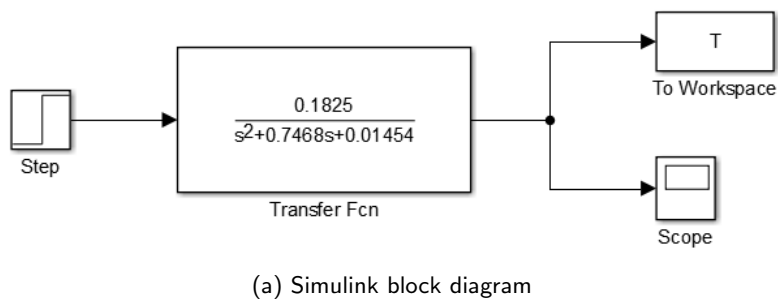 T
To Workspace
0.1825
s2+0.7468s+0.01454
Step
Transfer Fcn
Scope
(a) Simulink block diagram